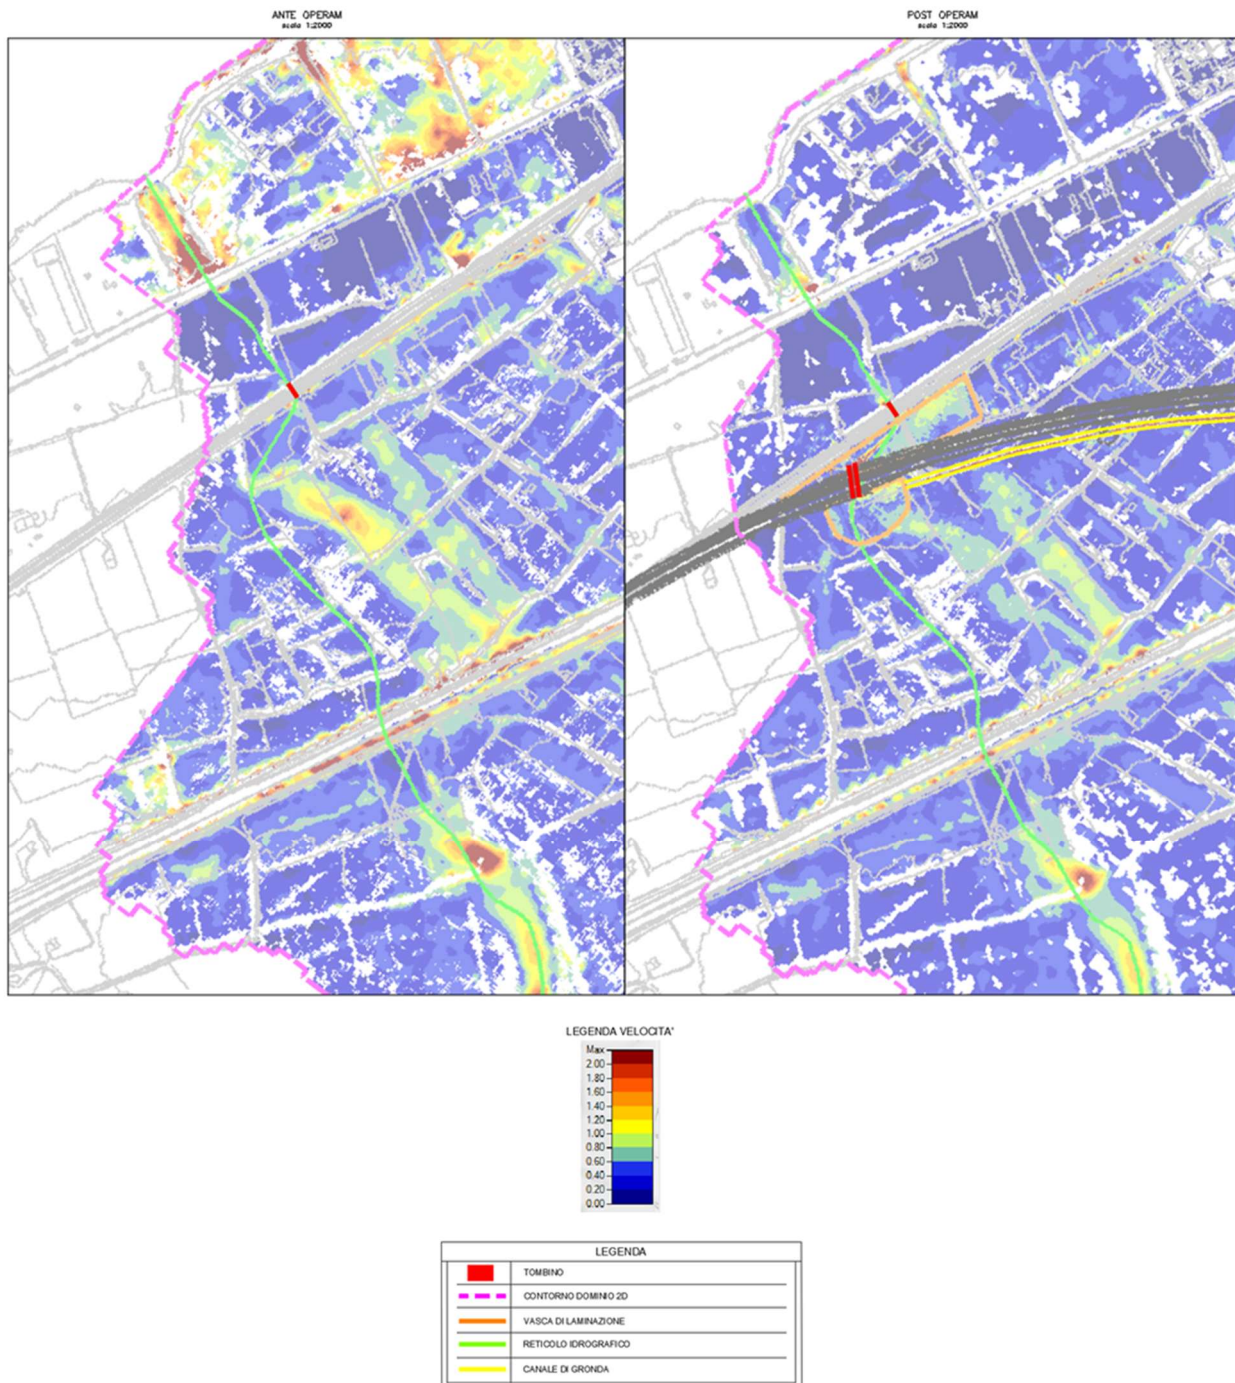 ANTE OPERAM
scala 1:2000
POST OPERAM
scala 1:2000
LEGENDA VELOCITA'
Max
2.00
1.80
1.60
1.40
1.20
1.00
0.80
0.60
0.40
0.20
0.00
LEGENDA
TOMBINO
CONTORNO DOMINIO 2D
VASCA DI LAMINAZIONE
RETICOLO IDROGRAFICO
CANALE DI GRONDA